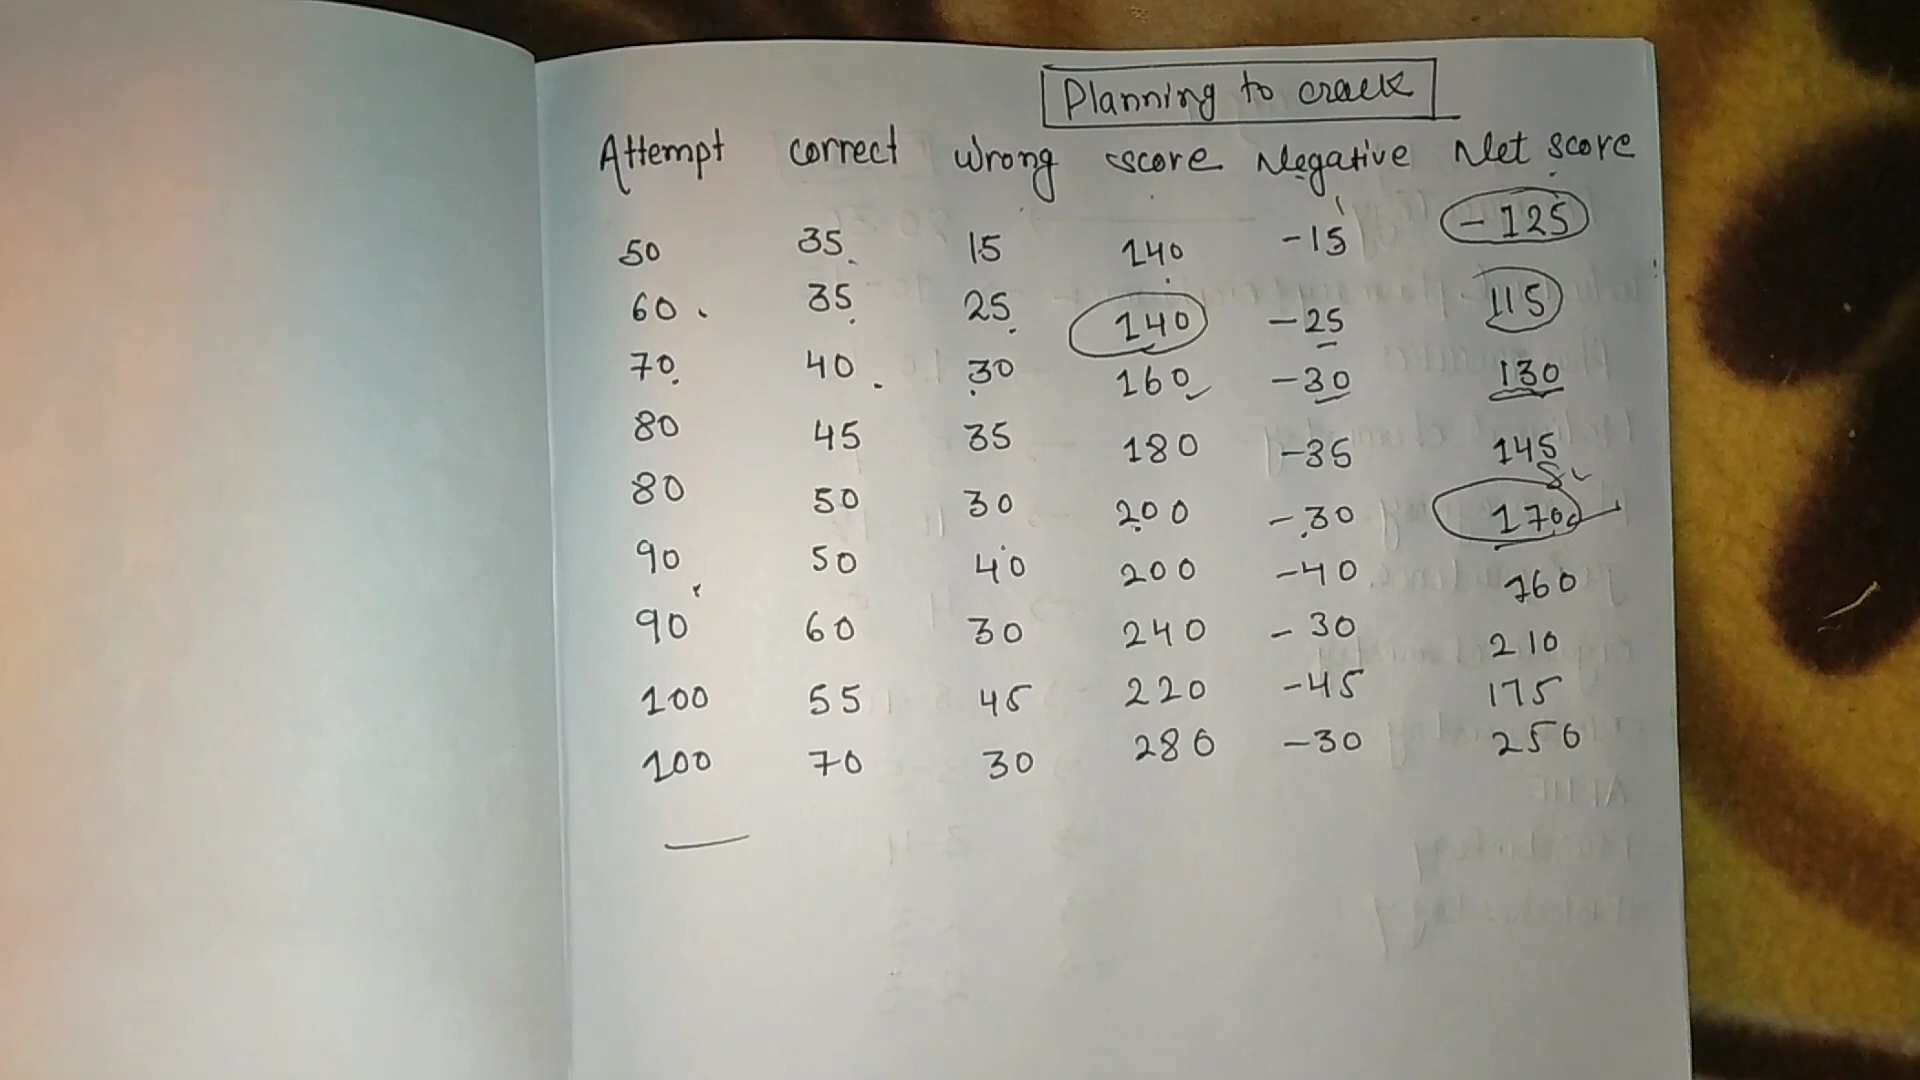 Planning to crack
Attempt correct wrong score Negative Net score
50 35 15 140 -15 -125
60 35 25 140 -25 115
70 40 30 160 -30 130
80 45 35 180 -35 145
80 50 30 200 -30 170
90 50 40 200 -40 160
90 60 30 240 -30 210
100 55 45 220 -45 175
100 70 30 280 -30 250